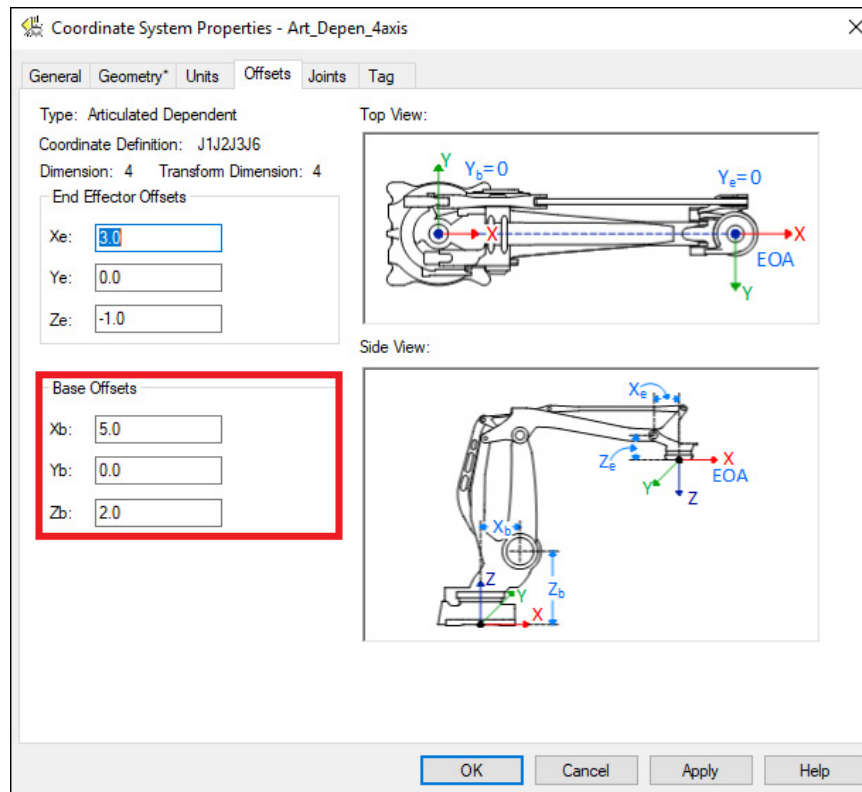 Coordinate System Properties - Art_Depen_4axis
General Geometry* Units Offsets Joints Tag
Type: Articulated Dependent
Coordinate Definition: J1J2J3J6
Dimension: 4 Transform Dimension: 4
End Effector Offsets
Xe: 3.0
Ye: 0.0
Ze: -1.0
Base Offsets
Xb: 5.0
Yb: 0.0
Zb: 2.0
Top View:
Y Yb=0 Ye=0
X X
EOA
Y
Side View:
Xe
Ze X
EOA
Y Z
Xb
Z
Y Zb
X
OK Cancel Apply Help